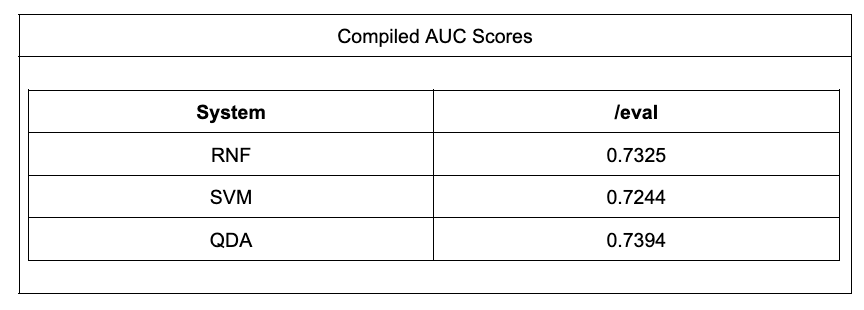 Compiled AUC Scores
System /eval
RNF 0.7325
SVM 0.7244
QDA 0.7394